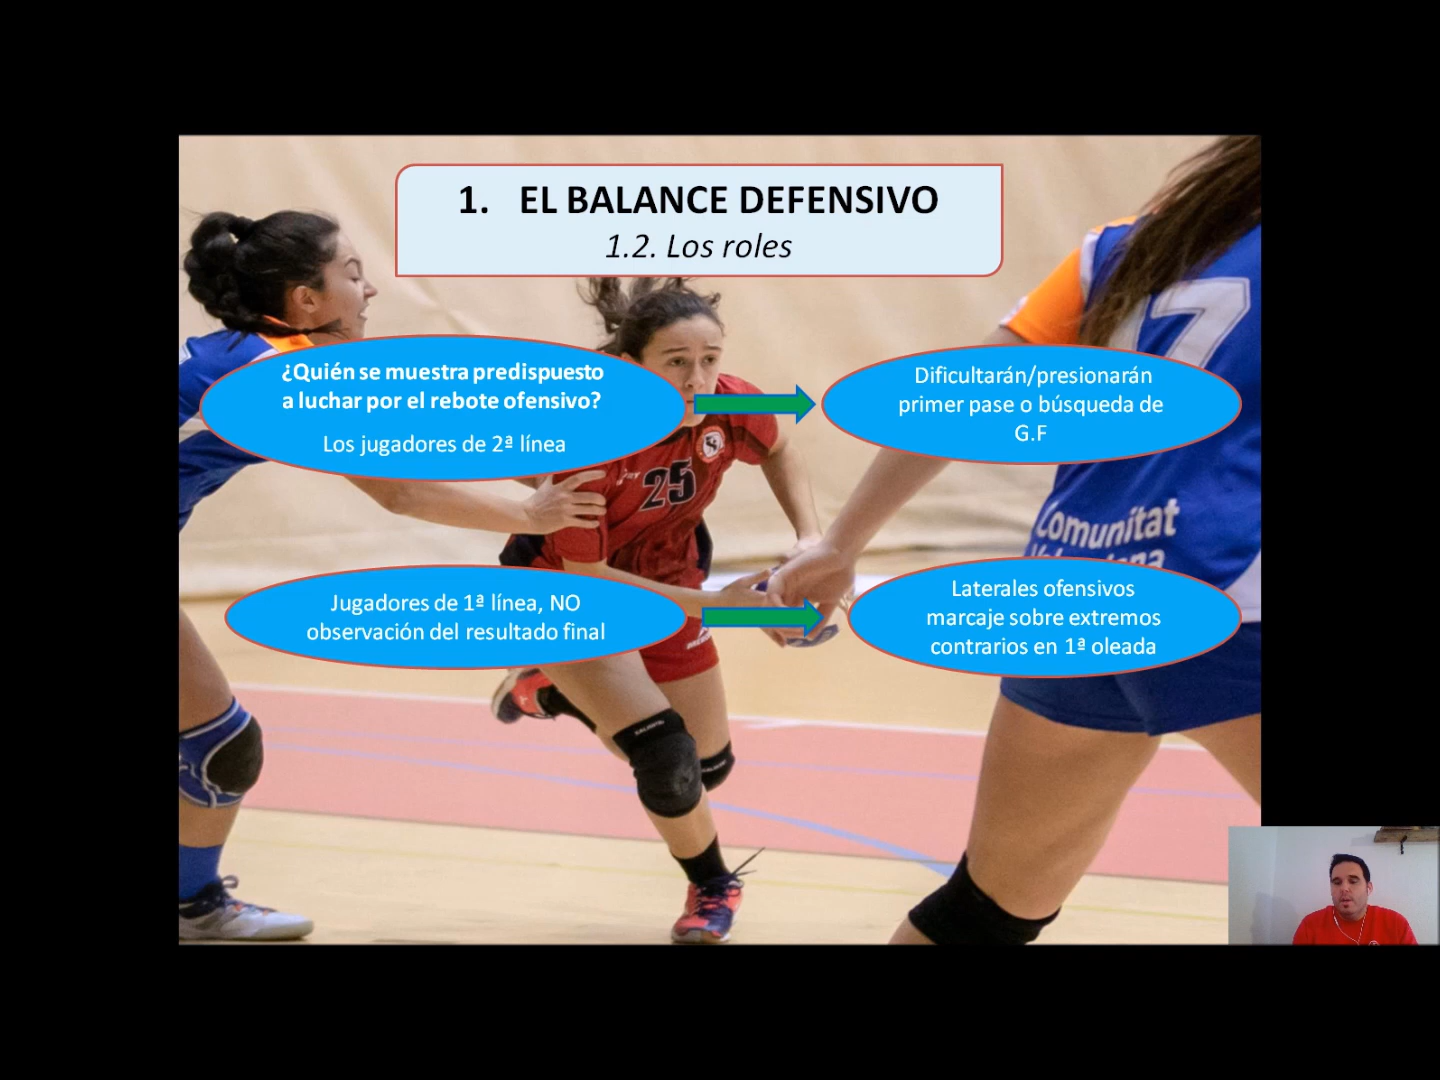 1. EL BALANCE DEFENSIVO
1.2. Los roles
¿Quién se muestra predispuesto
a luchar por el rebote ofensivo?
Los jugadores de 2ª línea
Dificultarán/presionarán
primer pase o búsqueda de
G.F
Jugadores de 1ª línea, NO
observación del resultado final
Laterales ofensivos
marcaje sobre extremos
contrarios en 1ª oleada
25
17
Comunitat